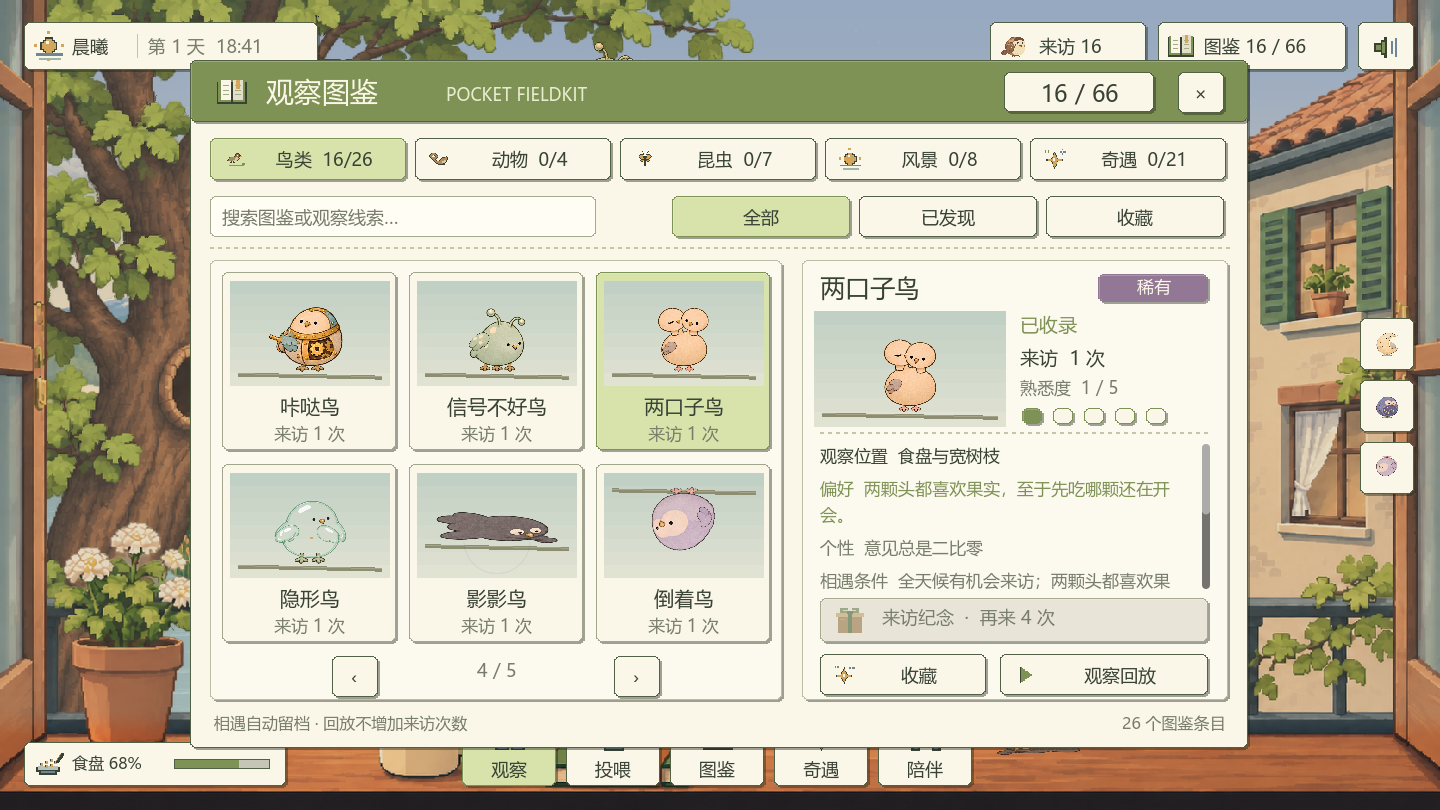 晨曦 第 1 天 18:41
来访 16
图鉴 16 / 66
观察图鉴 POCKET FIELDKIT 16 / 66 ×
鸟类 16/26
动物 0/4
昆虫 0/7
风景 0/8
奇遇 0/21
搜索图鉴或观察线索...
全部
已发现
收藏
咔哒鸟
来访 1 次
信号不好鸟
来访 1 次
两口子鸟
来访 1 次
隐形鸟
来访 1 次
影影鸟
来访 1 次
倒着鸟
来访 1 次
‹ 4 / 5 ›
两口子鸟
稀有
已收录
来访 1 次
熟悉度 1 / 5
观察位置 食盘与宽树枝
偏好 两颗头都喜欢果实，至于先吃哪颗还在开
会。
个性 意见总是二比零
相遇条件 全天候有机会来访；两颗头都喜欢果
来访纪念 · 再来 4 次
收藏
观察回放
相遇自动留档 · 回放不增加来访次数
26 个图鉴条目
食盘 68%
观察
投喂
图鉴
奇遇
陪伴